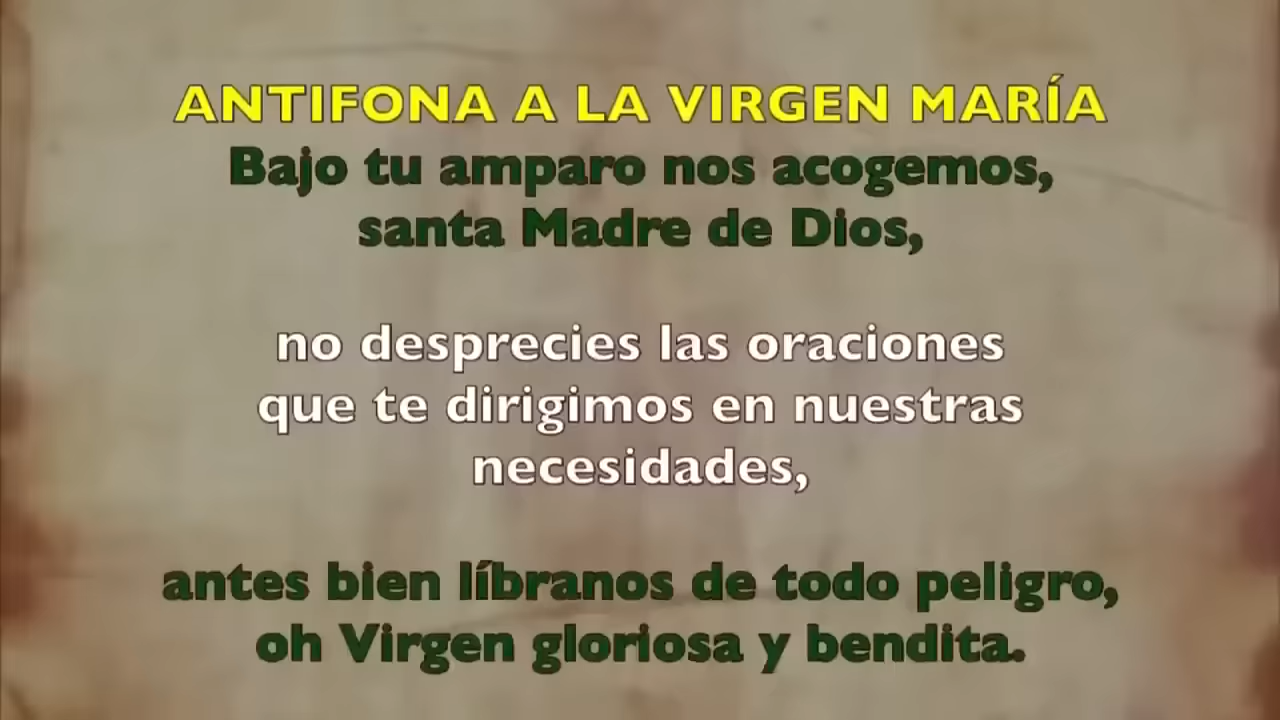 ANTIFONA A LA VIRGEN MARÍA
Bajo tu amparo nos acogemos,
santa Madre de Dios,
no desprecies las oraciones
que te dirigimos en nuestras
necesidades,
antes bien líbranos de todo peligro,
oh Virgen gloriosa y bendita.